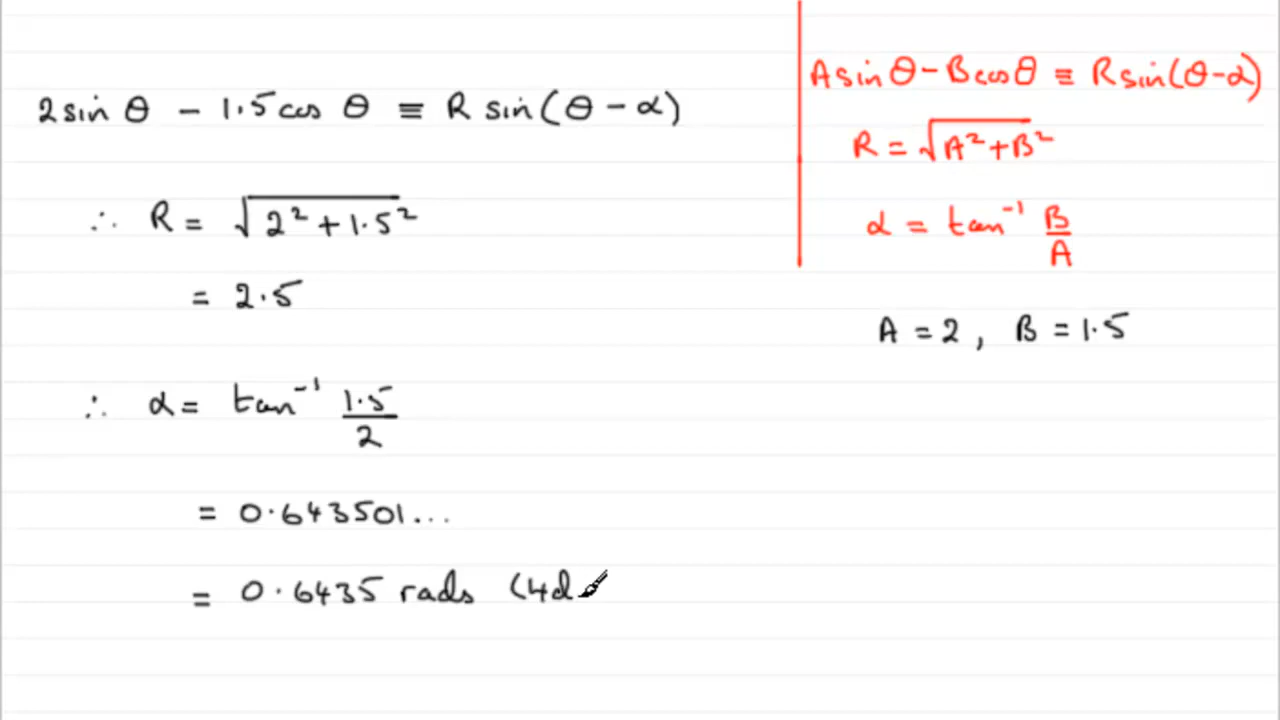 2 sin θ − 1.5 cos θ ≡ R sin(θ − α)
∴ R = √(2² + 1.5²)
= 2.5
∴ α = tan⁻¹ 1.5/2
= 0.643501...
= 0.6435 rads (4d
A sin θ − B cos θ ≡ R sin(θ − α)
R = √(A² + B²)
α = tan⁻¹ B/A
A = 2, B = 1.5